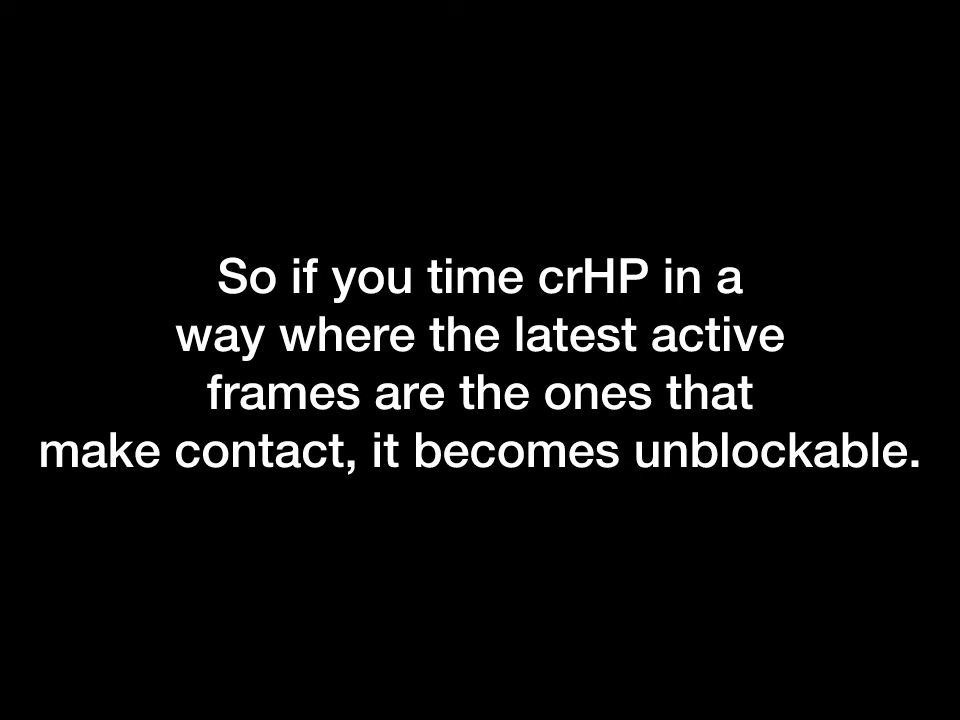 So if you time crHP in a
way where the latest active
frames are the ones that
make contact, it becomes unblockable.